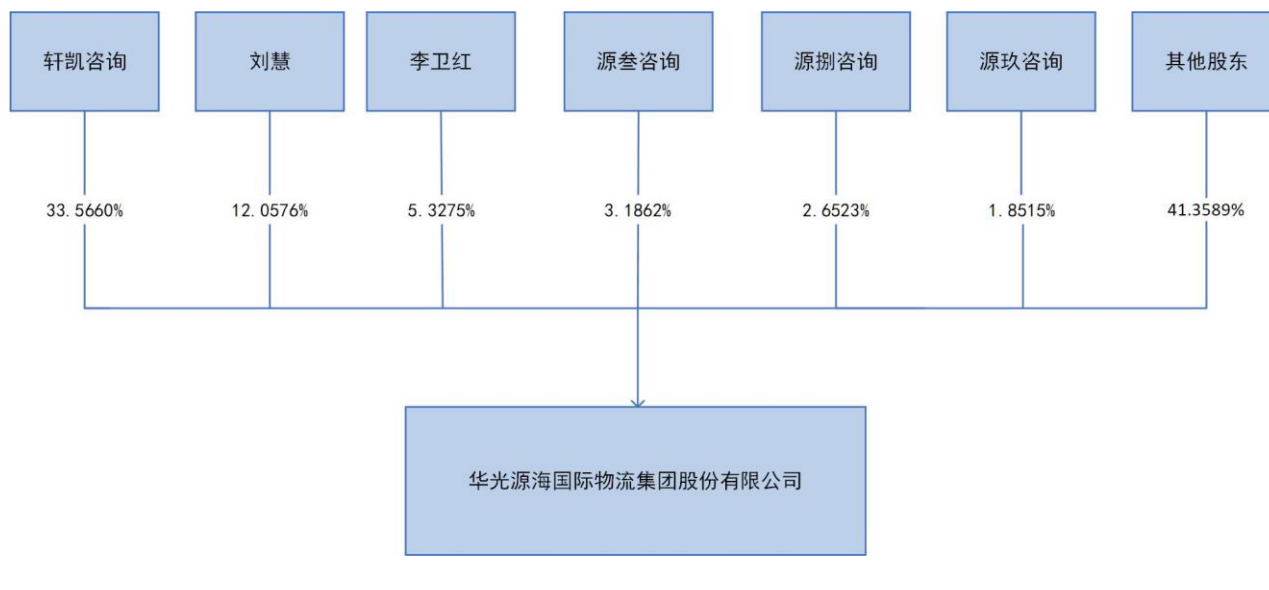 轩凯咨询
刘慧
李卫红
源叁咨询
源捌咨询
源玖咨询
其他股东
33.5660%
12.0576%
5.3275%
3.1862%
2.6523%
1.8515%
41.3589%
华光源海国际物流集团股份有限公司